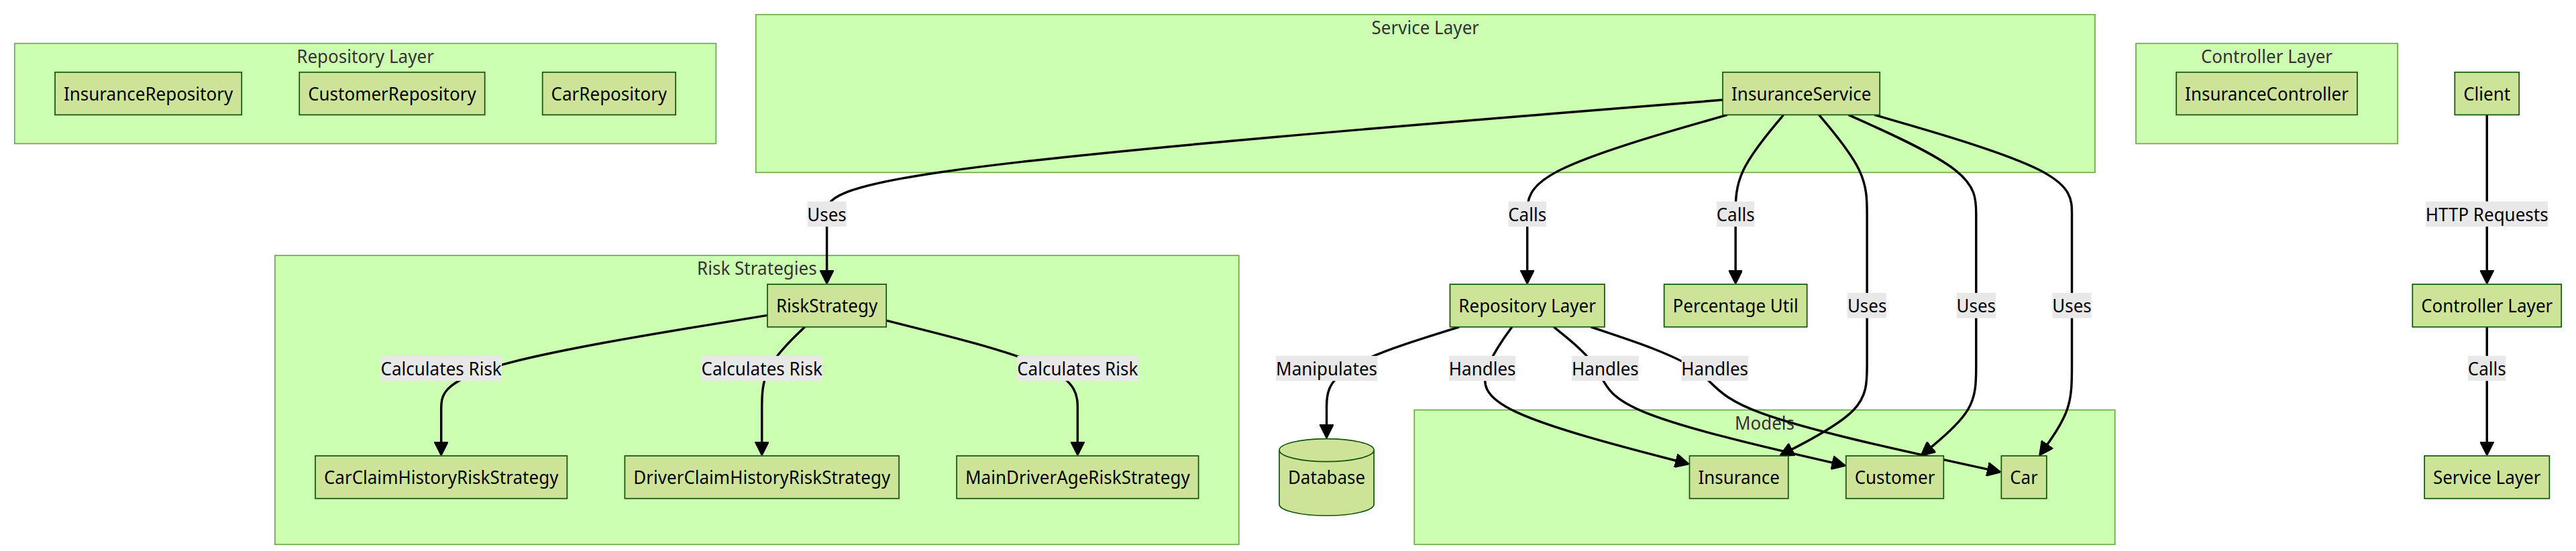 Service Layer
Repository Layer
Controller Layer
InsuranceRepository
CustomerRepository
CarRepository
InsuranceService
InsuranceController
Client
Uses
Calls
Calls
HTTP Requests
Risk Strategies
RiskStrategy
Repository Layer
Percentage Util
Uses
Uses
Uses
Controller Layer
Calculates Risk
Calculates Risk
Calculates Risk
Manipulates
Handles
Handles
Handles
Calls
Models
CarClaimHistoryRiskStrategy
DriverClaimHistoryRiskStrategy
MainDriverAgeRiskStrategy
Database
Insurance
Customer
Car
Service Layer